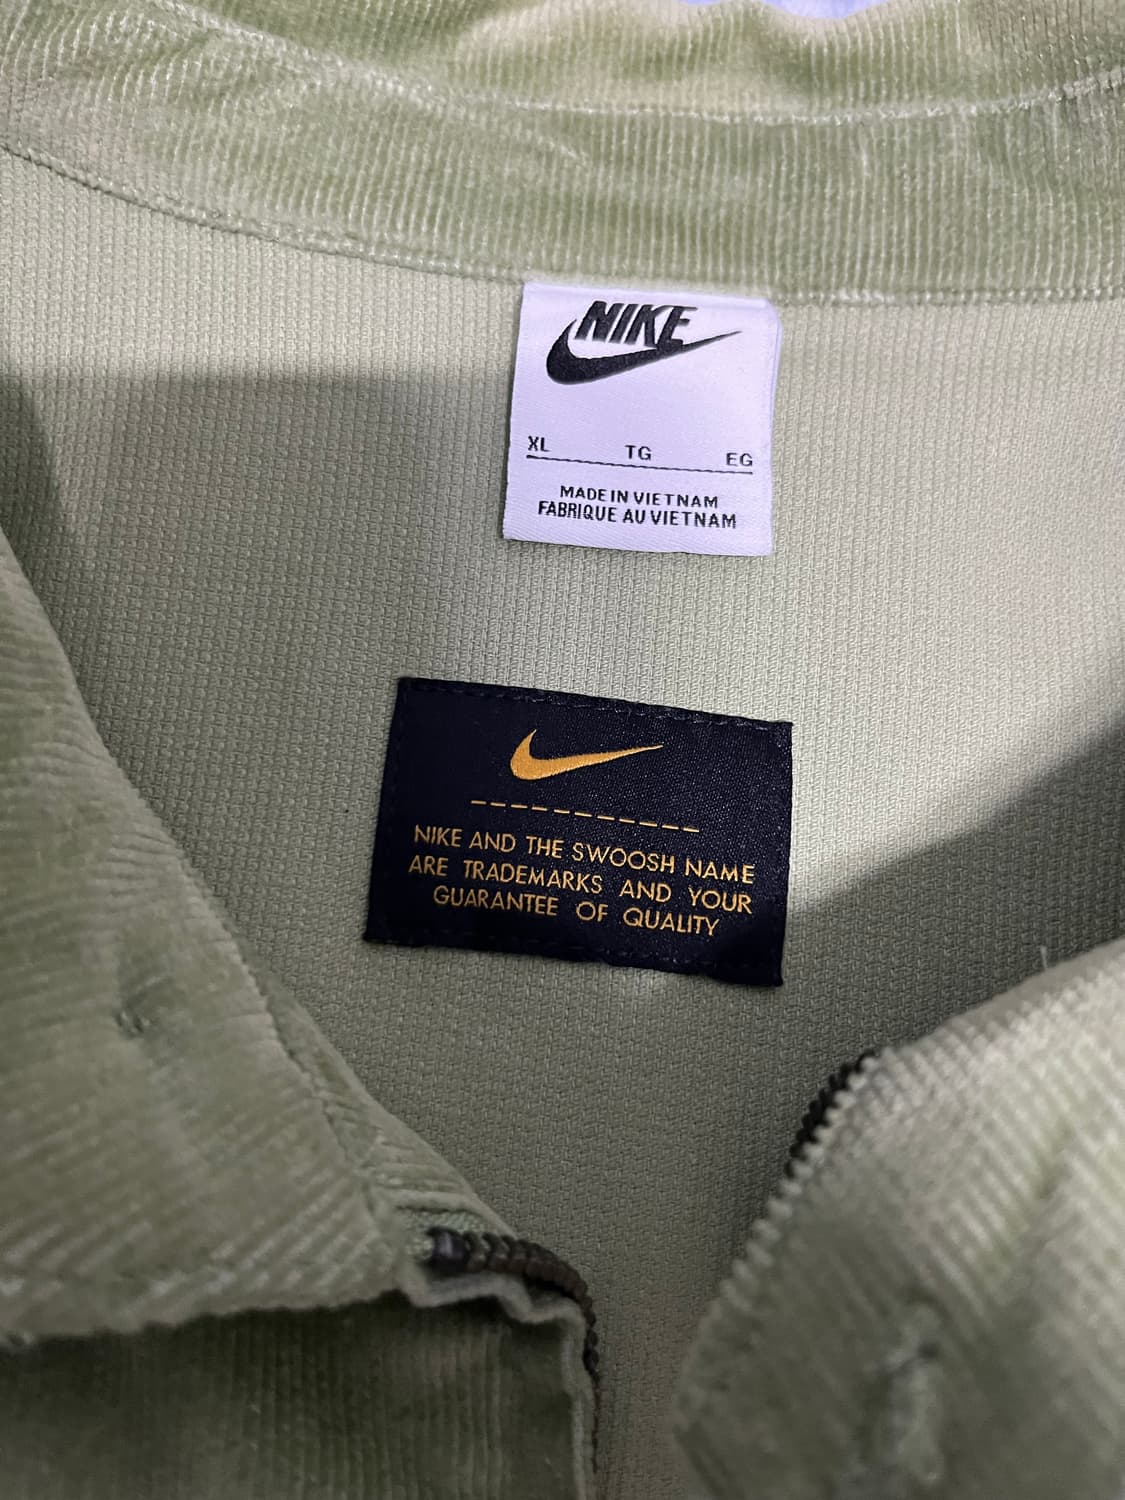 NIKE
XL TG EG
MADE IN VIETNAM
FABRIQUE AU VIETNAM
NIKE AND THE SWOOSH NAME
ARE TRADEMARKS AND YOUR
GUARANTEE OF QUALITY